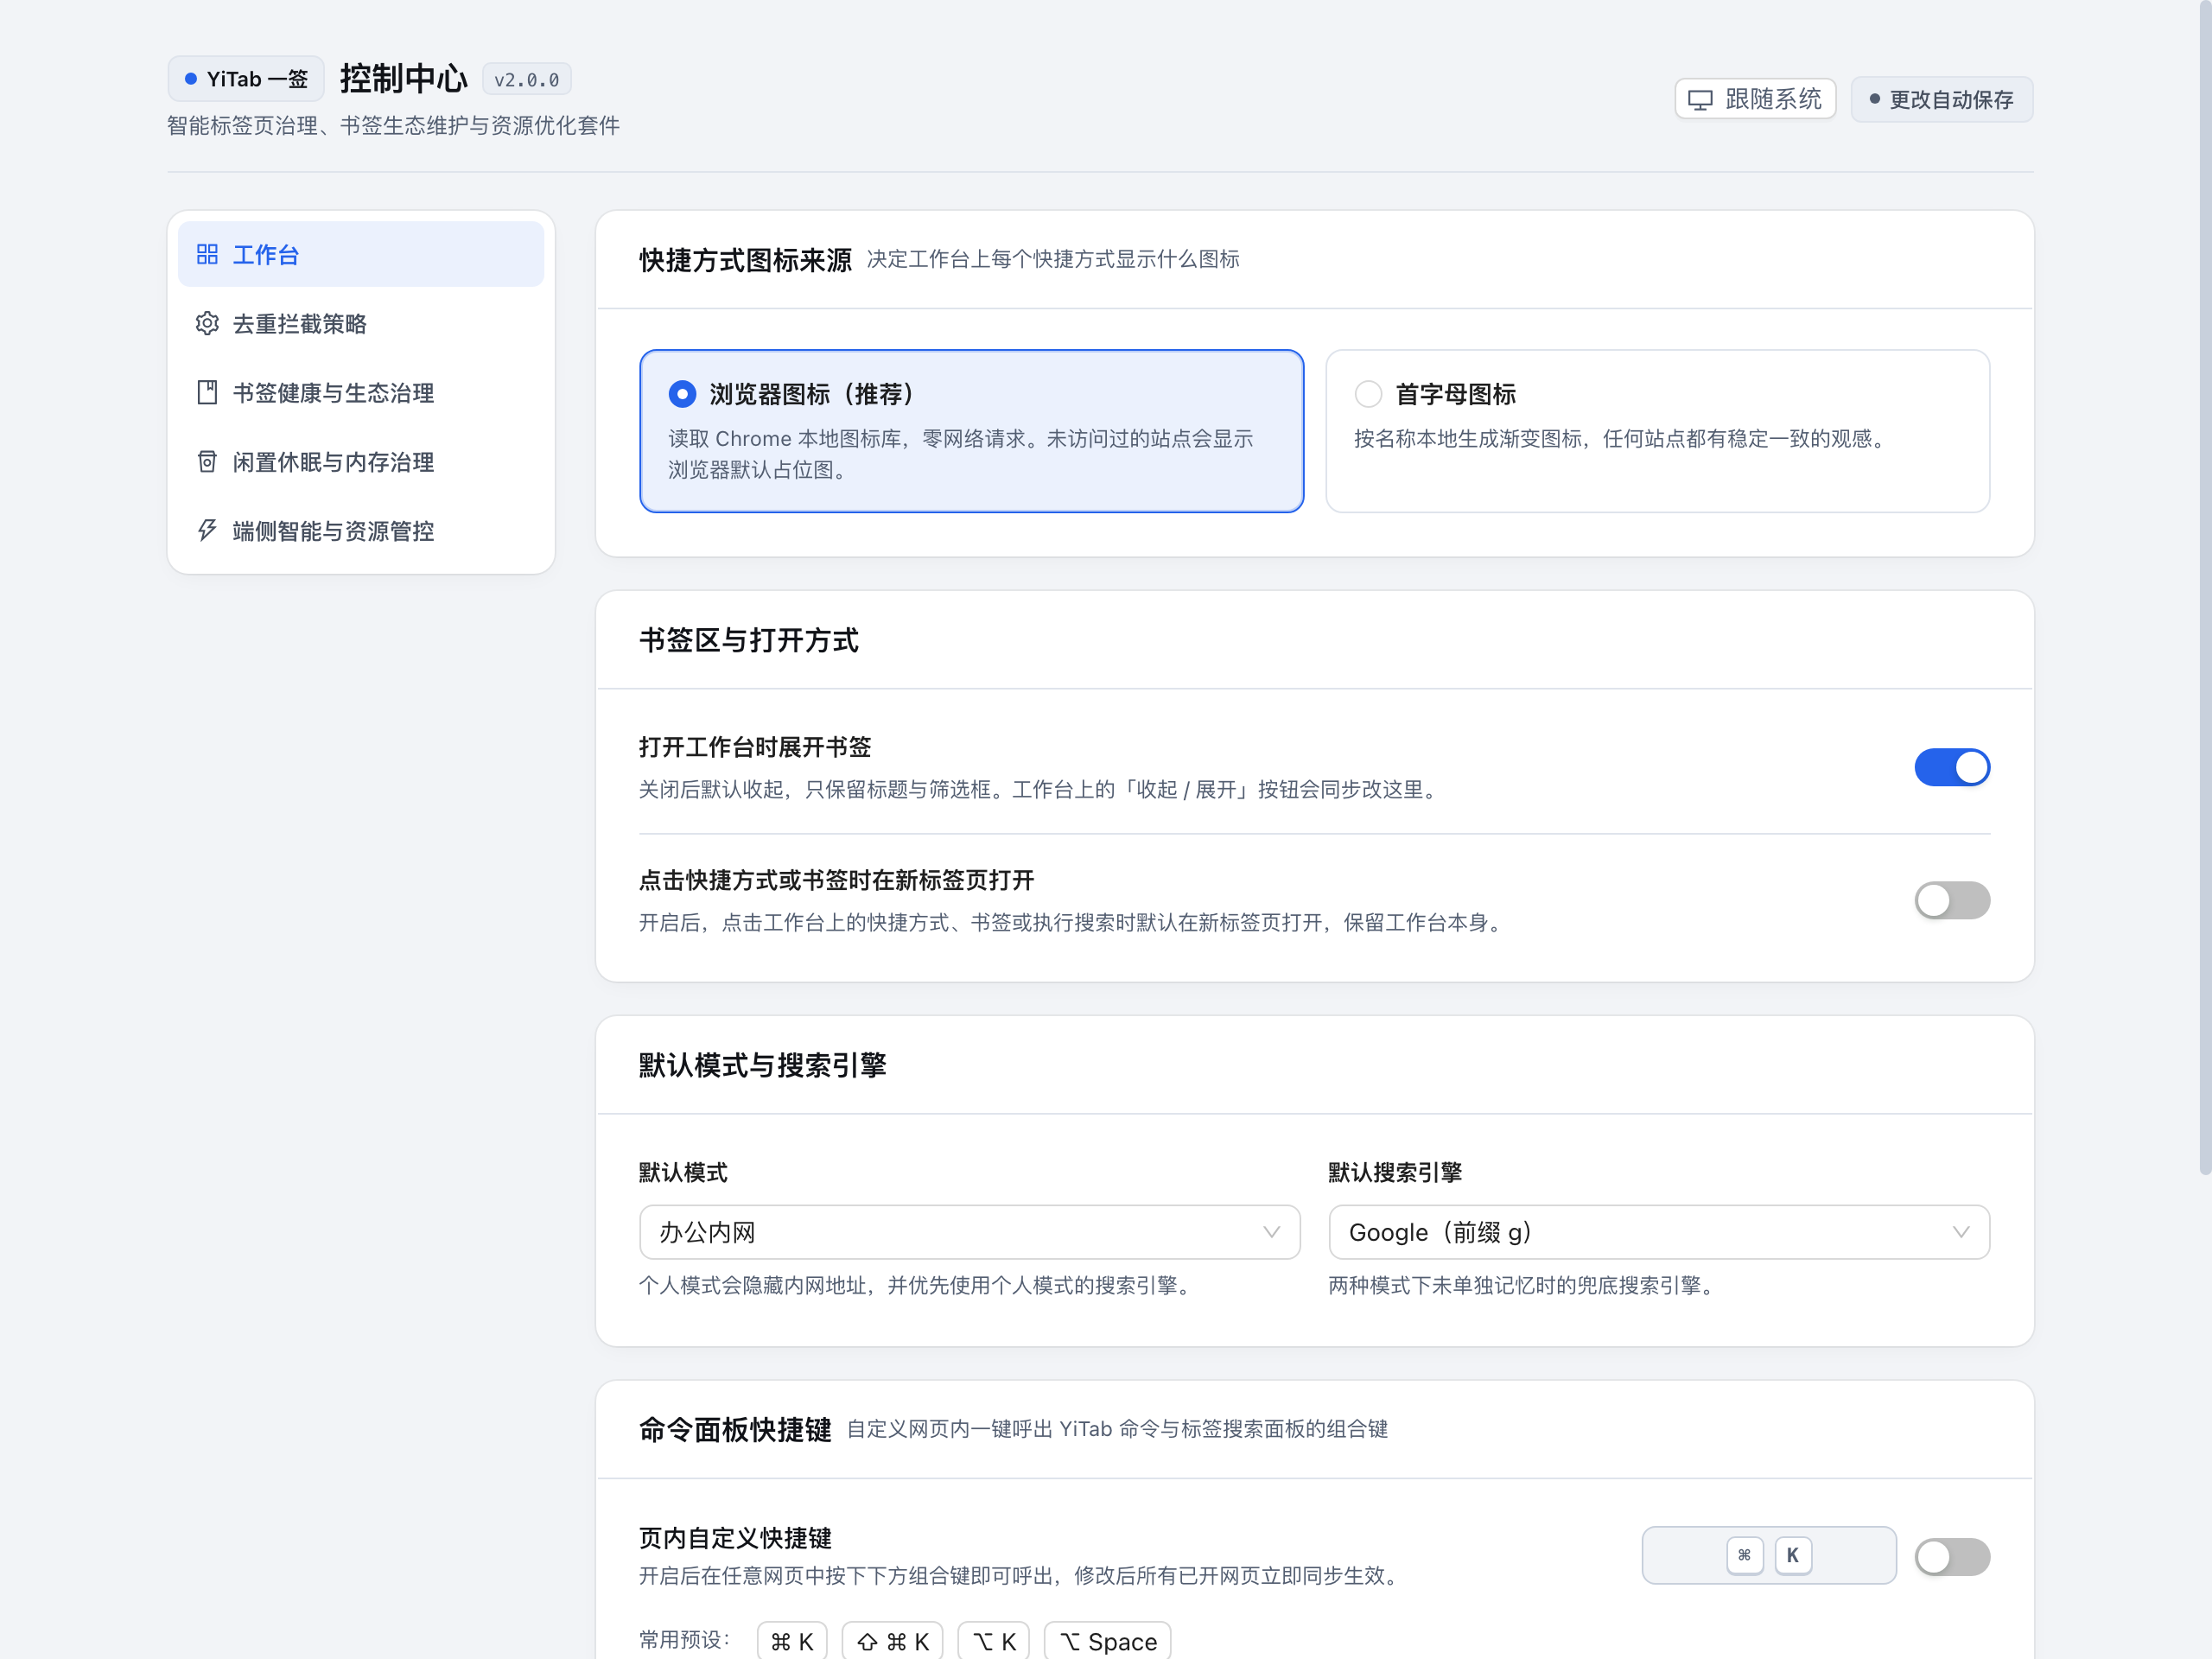 YiTab 一签
控制中心
v2.0.0
智能标签页治理、书签生态维护与资源优化套件
跟随系统
更改自动保存
工作台
去重拦截策略
书签健康与生态治理
闲置休眠与内存治理
端侧智能与资源管控
快捷方式图标来源
决定工作台上每个快捷方式显示什么图标
浏览器图标（推荐）
读取 Chrome 本地图标库，零网络请求。未访问过的站点会显示
浏览器默认占位图。
首字母图标
按名称本地生成渐变图标，任何站点都有稳定一致的观感。
书签区与打开方式
打开工作台时展开书签
关闭后默认收起，只保留标题与筛选框。工作台上的「收起 / 展开」按钮会同步改这里。
点击快捷方式或书签时在新标签页打开
开启后，点击工作台上的快捷方式、书签或执行搜索时默认在新标签页打开，保留工作台本身。
默认模式与搜索引擎
默认模式
办公内网
个人模式会隐藏内网地址，并优先使用个人模式的搜索引擎。
默认搜索引擎
Google（前缀 g）
两种模式下未单独记忆时的兜底搜索引擎。
命令面板快捷键
自定义网页内一键呼出 YiTab 命令与标签搜索面板的组合键
页内自定义快捷键
开启后在任意网页中按下下方组合键即可呼出，修改后所有已开网页立即同步生效。
⌘ K
常用预设：
⌘ K
⇧ ⌘ K
⌥ K
⌥ Space